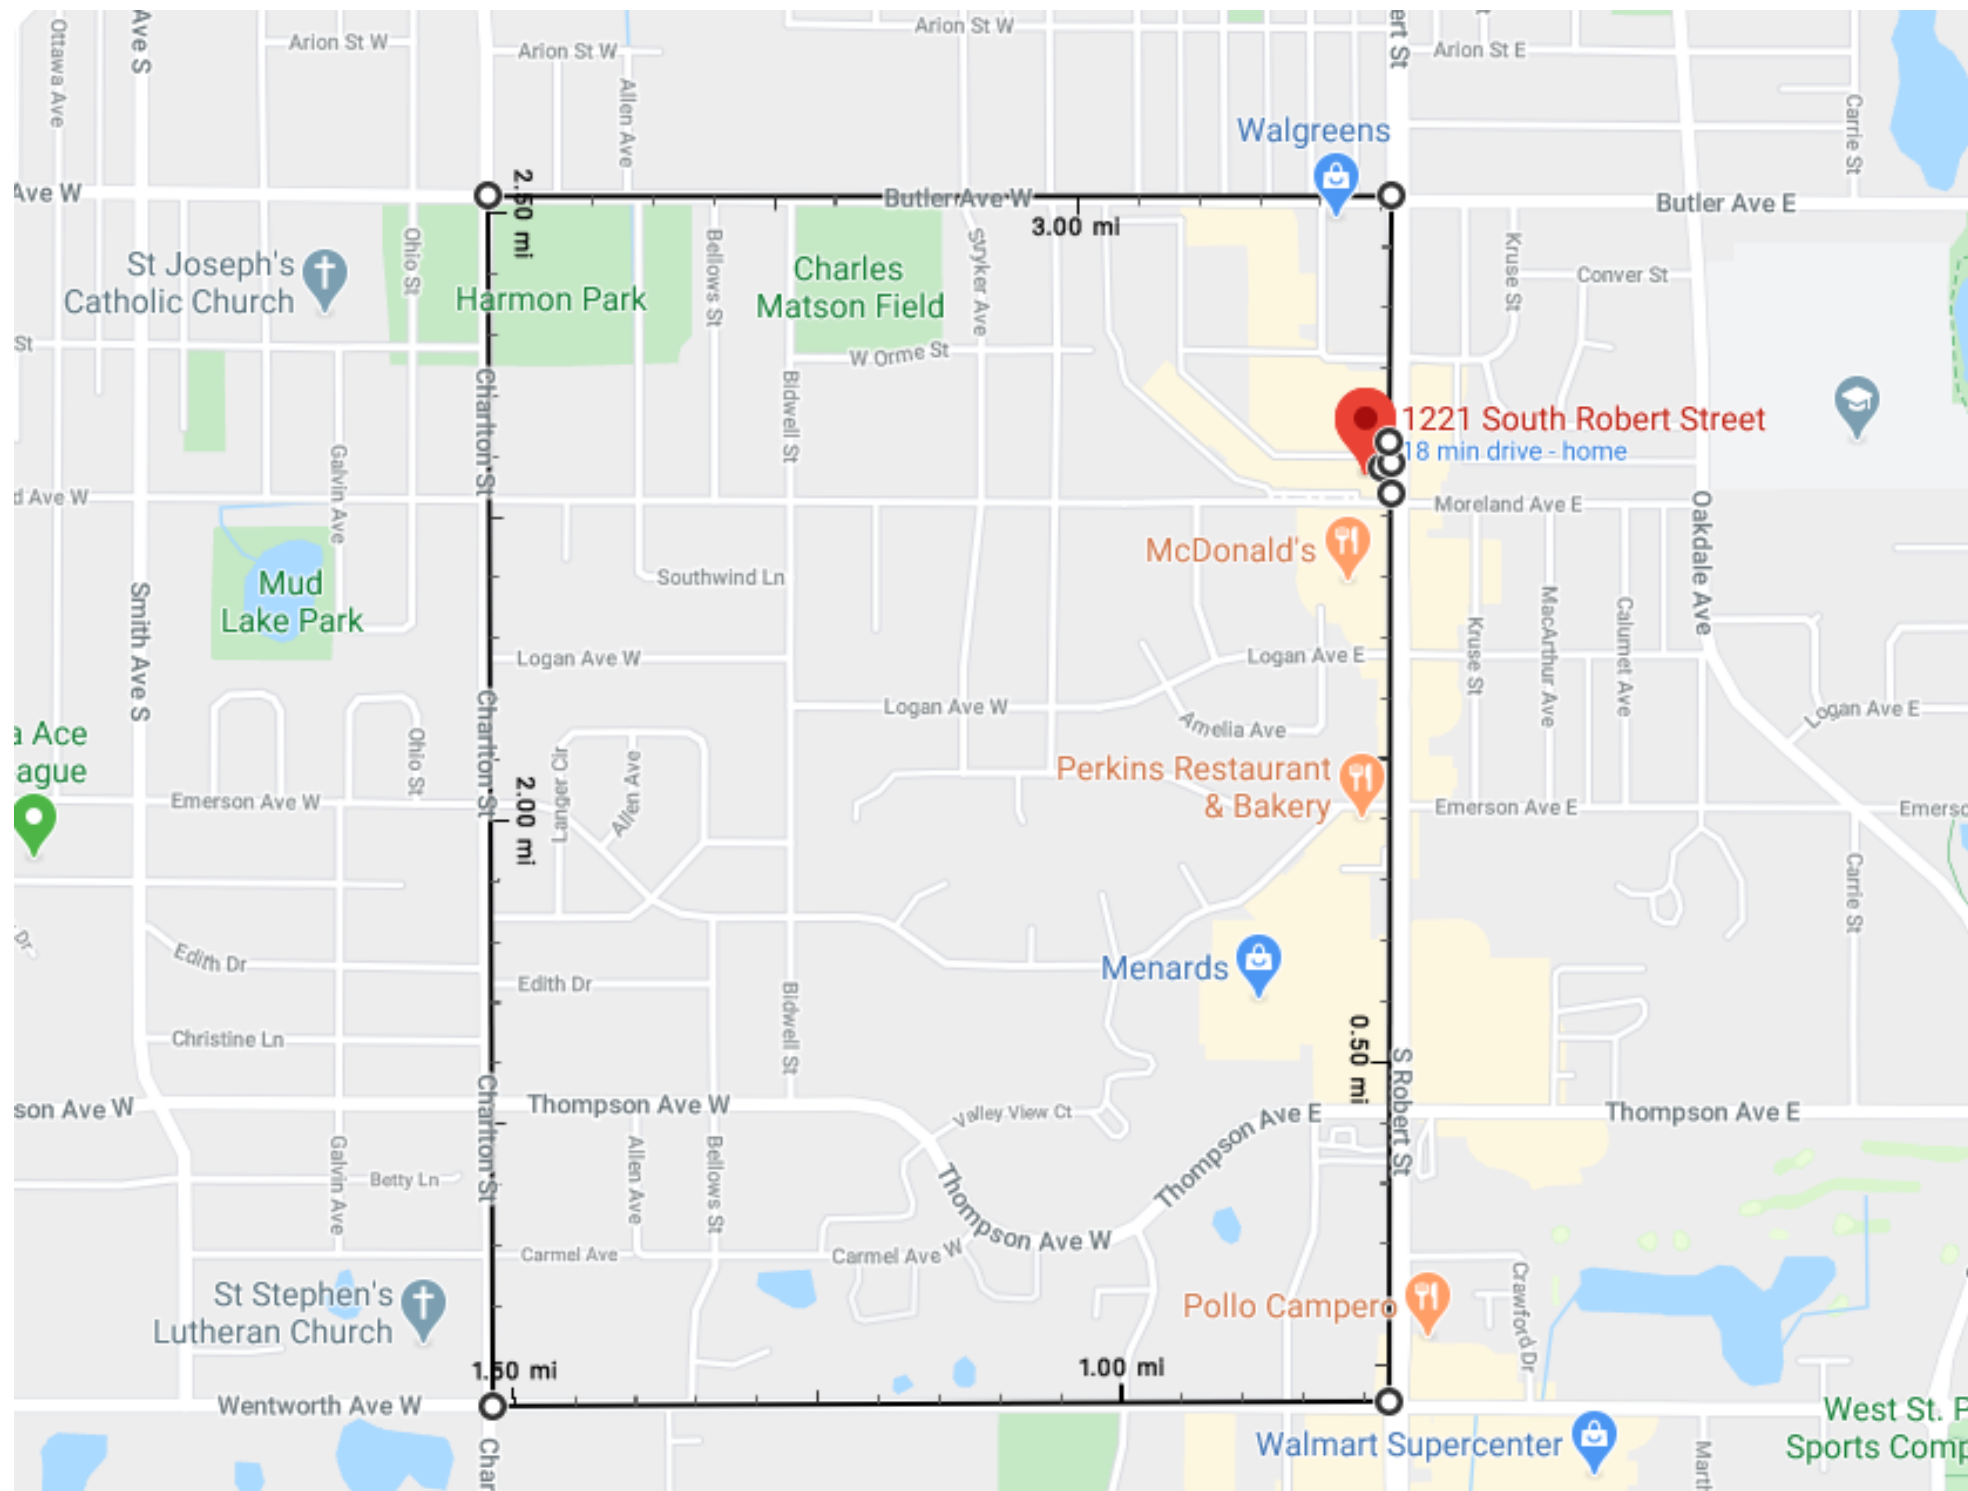 Ottawa Ave
Ave S
Arion St W
Arion St W
Allen Ave
Arion St W
ert St
Arion St E
Carrie St
Walgreens
Ave W
2.50 mi
Butler Ave W
3.00 mi
Butler Ave E
St Joseph's
Catholic Church
Ohio St
Harmon Park
Bellows St
Charles
Matson Field
Stryker Ave
Kruse St
Conver St
St
W Orme St
Charlton St
Bidwell St
1221 South Robert Street
18 min drive - home
Galvin Ave
d Ave W
Moreland Ave E
Oakdale Ave
McDonald's
Mud
Lake Park
Southwind Ln
Smith Ave S
Kruse St
MacArthur Ave
Calumet Ave
Logan Ave W
Logan Ave E
Logan Ave W
Amelia Ave
Logan Ave E
a Ace
ague
Ohio St
Charlton St
Langer Cir
Allen Ave
Perkins Restaurant
& Bakery
Emerson Ave W
2.00 mi
Emerson Ave E
Emerso
Carrie St
Dr
Edith Dr
Edith Dr
Menards
Bidwell St
Christine Ln
0.50 mi
S Robert St
son Ave W
Charlton St
Thompson Ave W
Valley View Ct
Thompson Ave E
Thompson Ave E
Galvin Ave
Betty Ln
Allen Ave
Bellows St
Thompson Ave W
Carmel Ave
Carmel Ave W
St Stephen's
Lutheran Church
Pollo Campero
Crawford Dr
1.50 mi
1.00 mi
Wentworth Ave W
Char
Walmart Supercenter
West St. P
Sports Comp
Marth